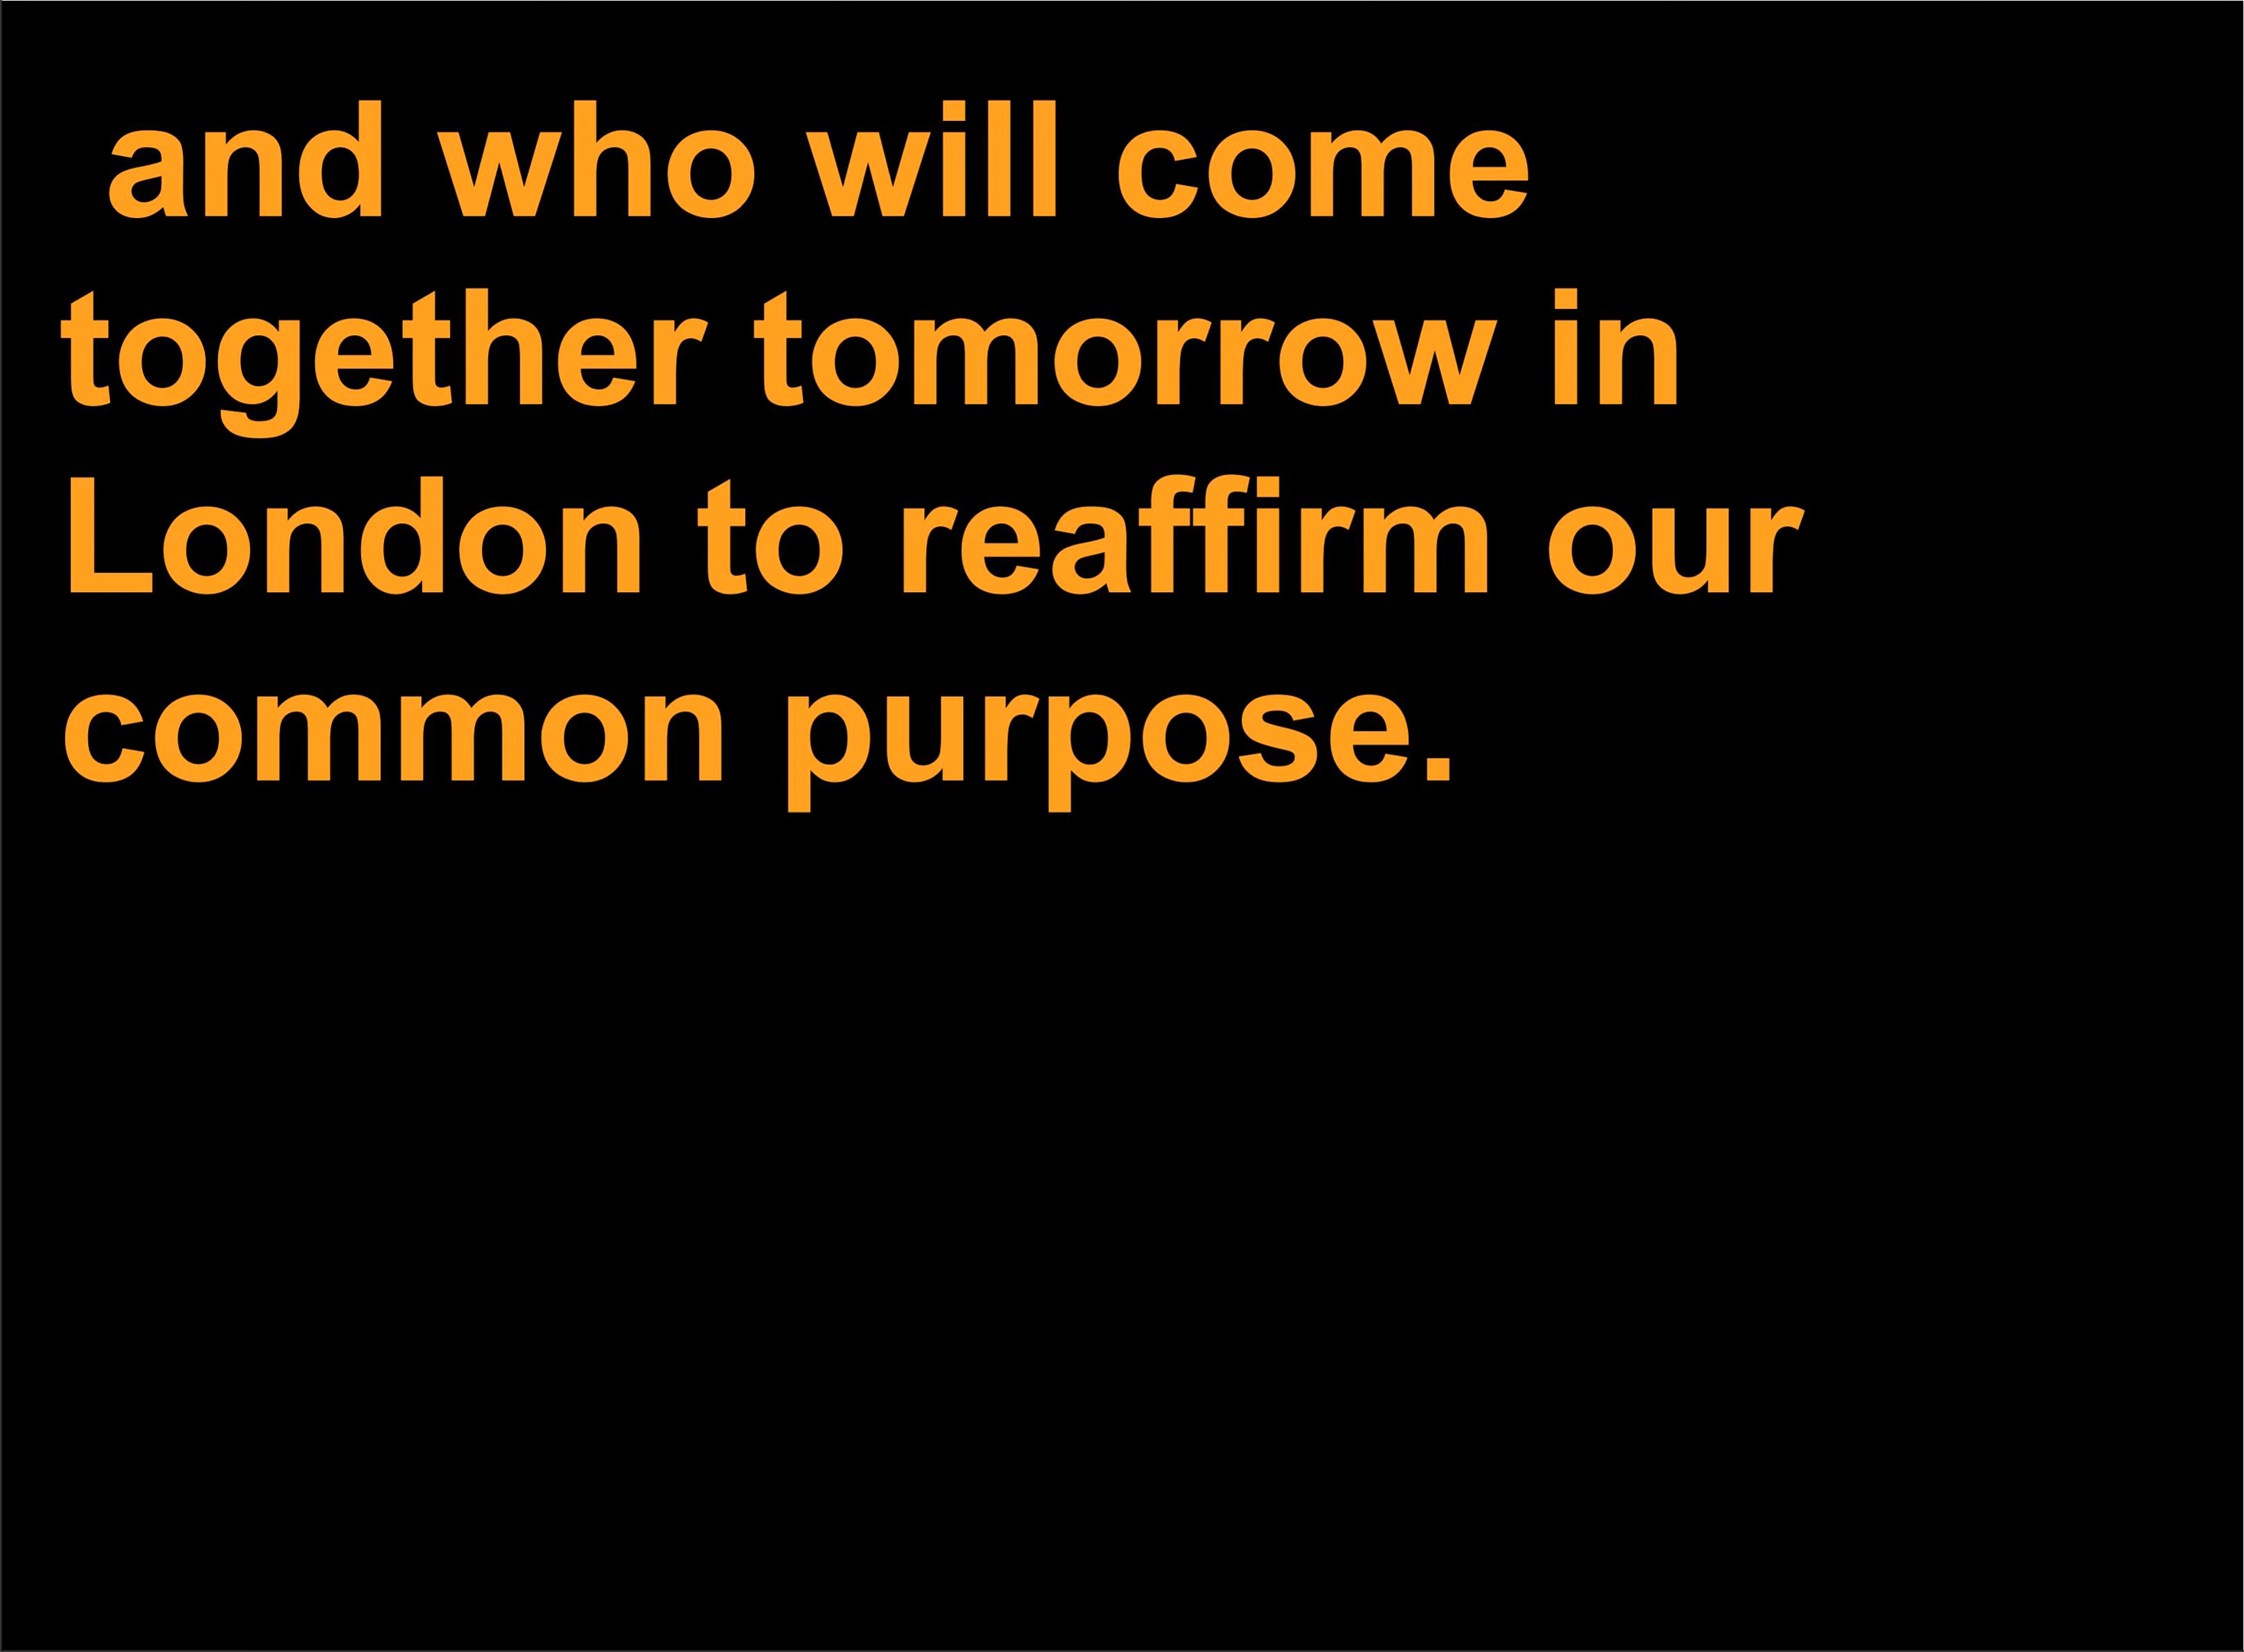 and who will come
together tomorrow in
London to reaffirm our
common purpose.